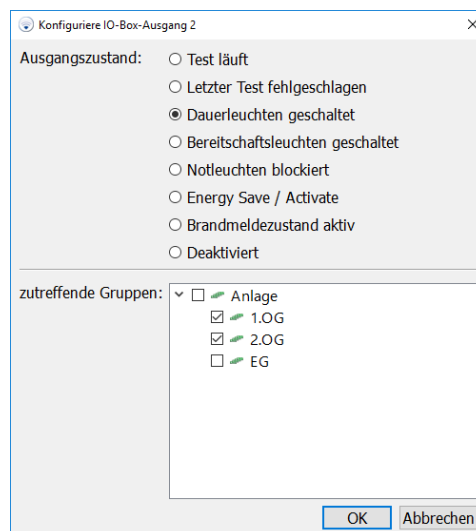 Konfiguriere IO-Box-Ausgang 2
Ausgangszustand:
Test läuft
Letzter Test fehlgeschlagen
Dauerleuchten geschaltet
Bereitschaftsleuchten geschaltet
Notleuchten blockiert
Energy Save / Activate
Brandmeldezustand aktiv
Deaktiviert
zutreffende Gruppen:
Anlage
1.OG
2.OG
EG
OK
Abbrechen